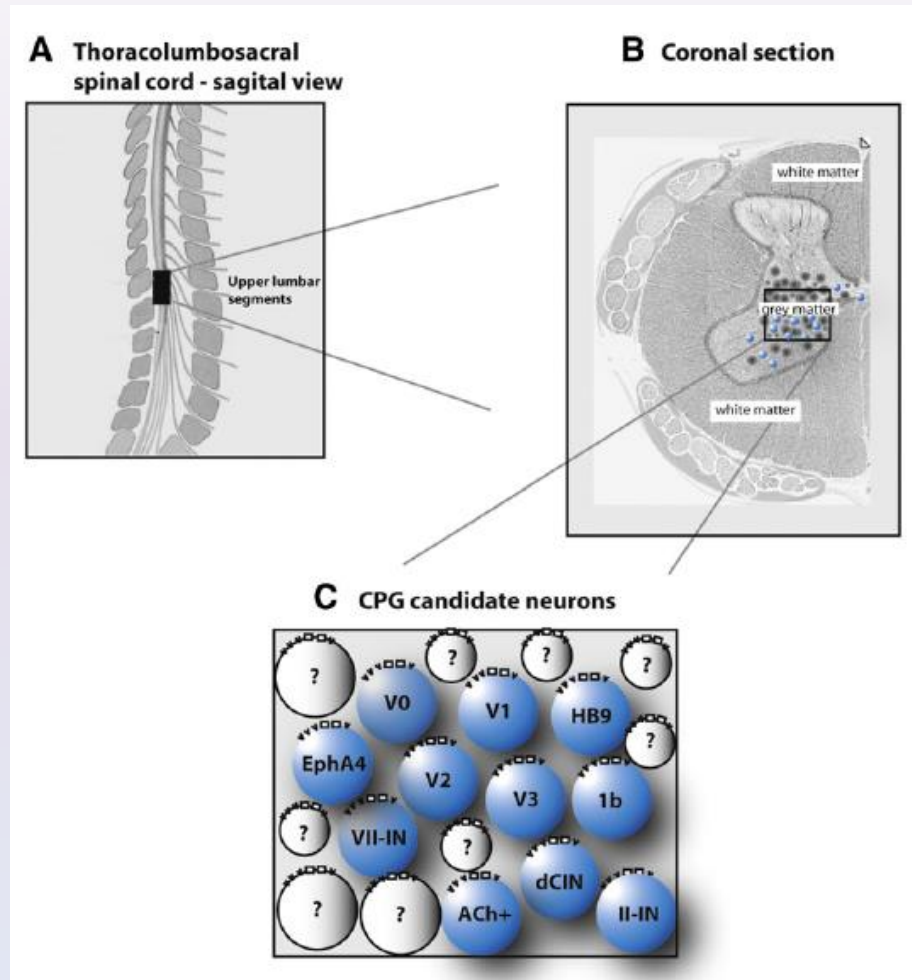 A Thoracolumbosacral
spinal cord - sagital view
Upper lumbar
segments
B Coronal section
white matter
grey matter
white matter
C CPG candidate neurons
?
?
?
?
V0
V1
HB9
?
EphA4
V2
V3
1b
?
VII-IN
?
dCIN
?
?
ACh+
II-IN